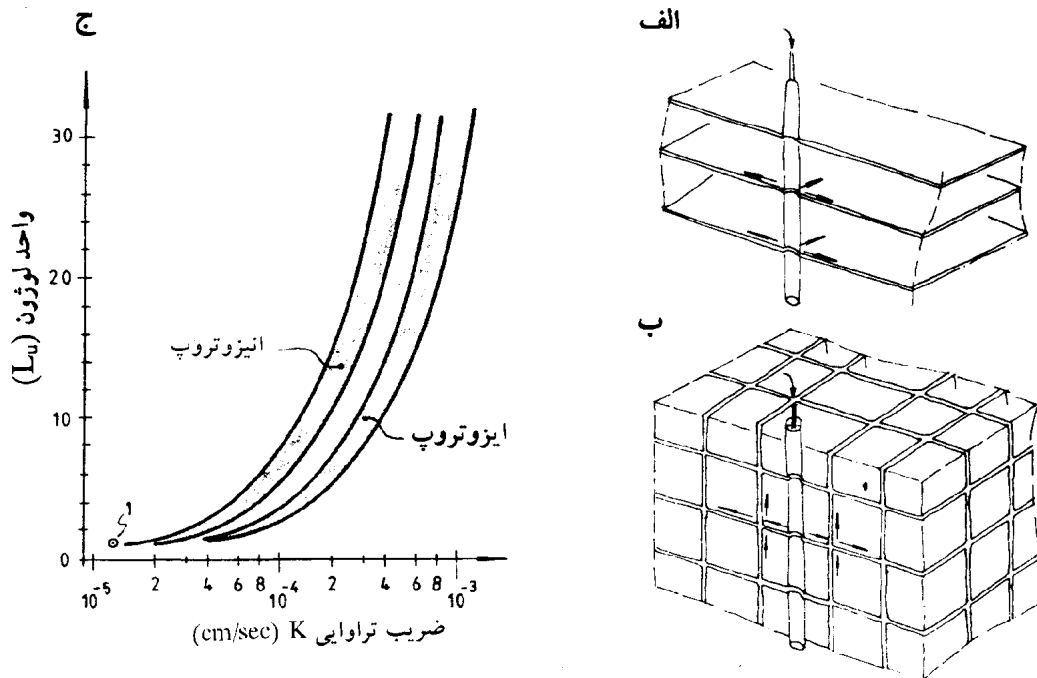 الف
ب
ج
واحد لوژون (Lu)
30
20
10
0
انیزوتروپ
ایزوتروپ
1
10-5 2 4 6 8 10-4 2 4 6 8 10-3
ضریب تراوایی K (cm/sec)